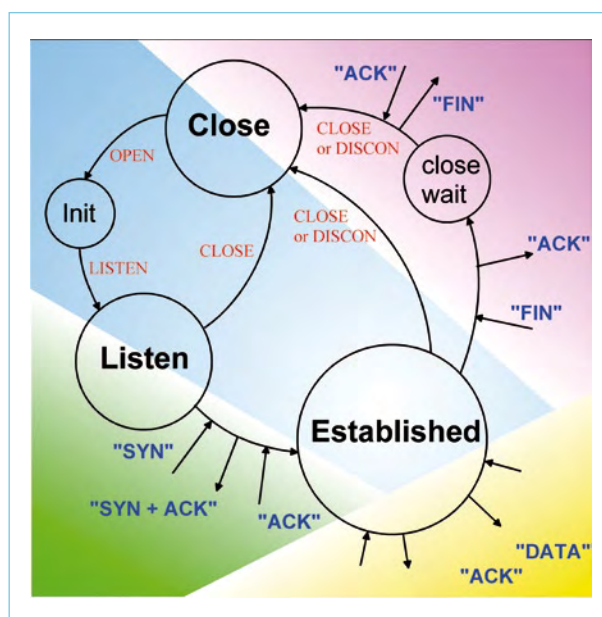 "ACK"
"FIN"
Close
CLOSE
or DISCON
close
wait
OPEN
Init
CLOSE
or DISCON
CLOSE
"ACK"
LISTEN
"FIN"
Listen
Established
"SYN"
"SYN + ACK"
"ACK"
"DATA"
"ACK"